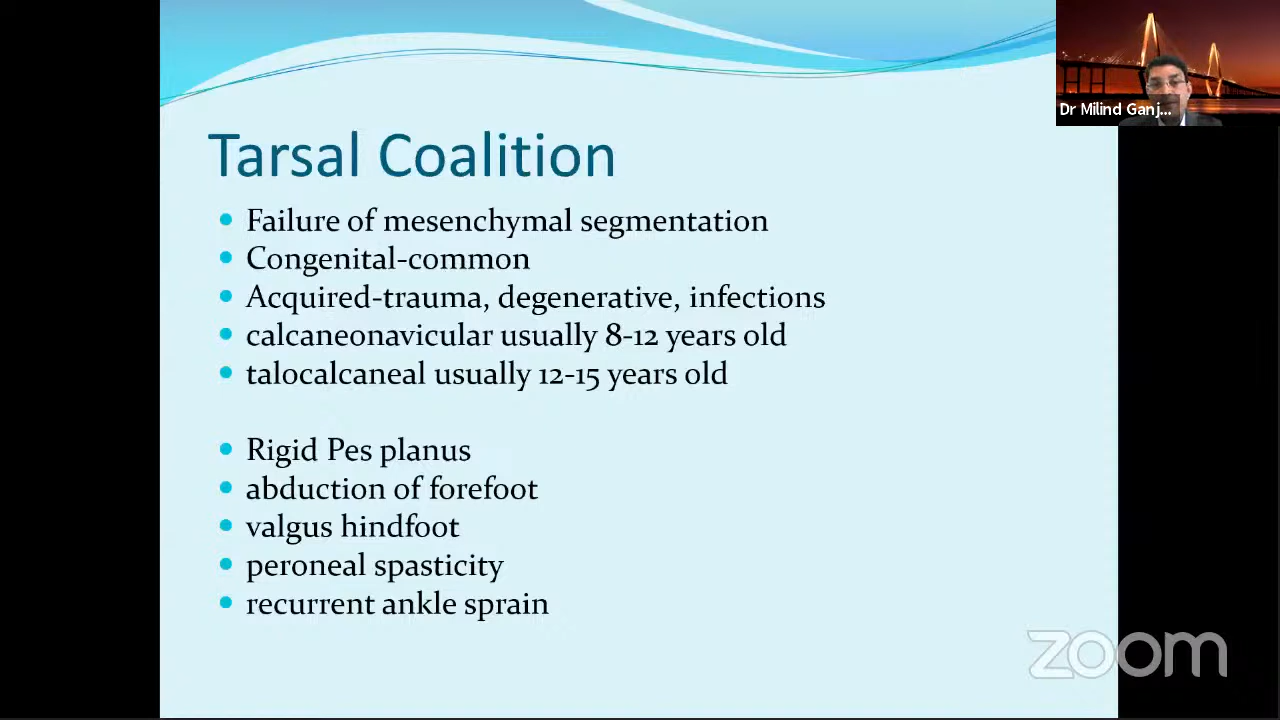 Dr Milind Ganj...
Tarsal Coalition
Failure of mesenchymal segmentation
Congenital-common
Acquired-trauma, degenerative, infections
calcaneonavicular usually 8-12 years old
talocalcaneal usually 12-15 years old
Rigid Pes planus
abduction of forefoot
valgus hindfoot
peroneal spasticity
recurrent ankle sprain
zoom